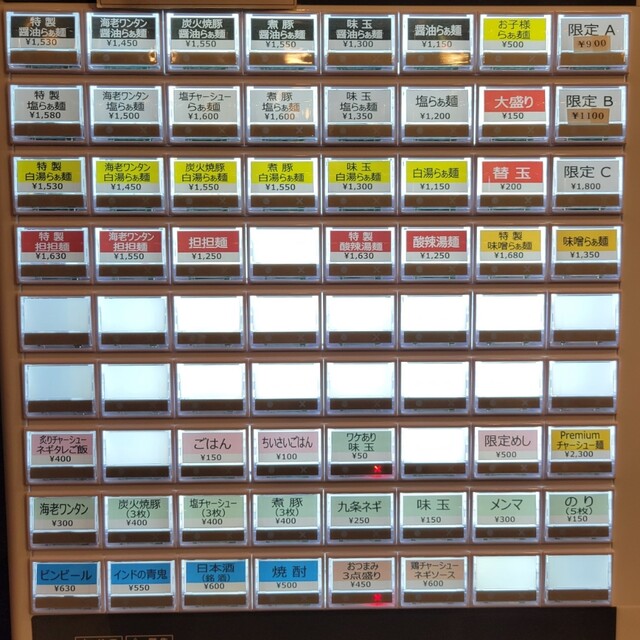 特製
醤油らぁ麺
¥1,530
海老ワンタン
醤油らぁ麺
¥1,450
炭火焼豚
醤油らぁ麺
¥1,550
煮豚
醤油らぁ麺
¥1,550
味玉
醤油らぁ麺
¥1,300
醤油らぁ麺
¥1,150
お子様
らぁ麺
¥500
限定 A
¥900
特製
塩らぁ麺
¥1,580
海老ワンタン
塩らぁ麺
¥1,500
塩チャーシュー
らぁ麺
¥1,600
煮豚
塩らぁ麺
¥1,600
味玉
塩らぁ麺
¥1,350
塩らぁ麺
¥1,200
大盛り
¥150
限定 B
¥1100
特製
白湯らぁ麺
¥1,530
海老ワンタン
白湯らぁ麺
¥1,450
炭火焼豚
白湯らぁ麺
¥1,550
煮豚
白湯らぁ麺
¥1,550
味玉
白湯らぁ麺
¥1,300
白湯らぁ麺
¥1,150
替玉
¥200
限定 C
¥1,800
特製
担担麺
¥1,630
海老ワンタン
担担麺
¥1,550
担担麺
¥1,250
特製
酸辣湯麺
¥1,630
酸辣湯麺
¥1,250
特製
味噌らぁ麺
¥1,680
味噌らぁ麺
¥1,350
炙りチャーシュー
ネギタレご飯
¥400
ごはん
¥150
ちいさいごはん
¥100
ワケあり
味玉
¥50
限定めし
¥500
Premium
チャーシュー麺
¥2,300
海老ワンタン
¥300
炭火焼豚
(3枚)
¥400
塩チャーシュー
(3枚)
¥400
煮豚
(3枚)
¥400
九条ネギ
¥250
味玉
¥150
メンマ
¥300
のり
(5枚)
¥150
ビンビール
¥630
インドの青鬼
¥550
日本酒
(銘酒)
¥600
焼酎
¥500
おつまみ
3点盛り
¥450
鶏チャーシュー
ネギソース
¥600